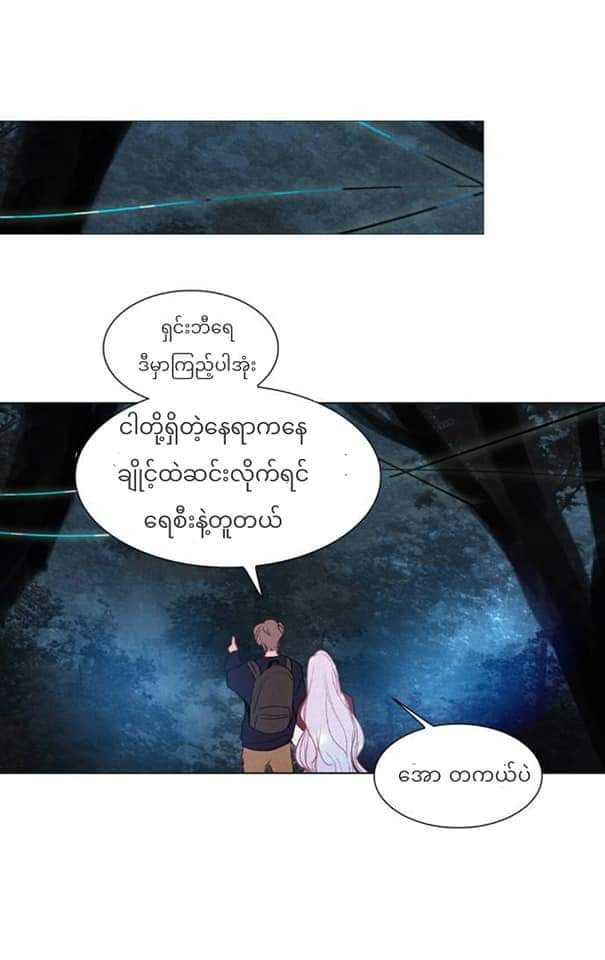 ရှင်းဘီရေ
ဒီမှာကြည့်ပါအုံး
ငါတို့ရှိတဲ့နေရာကနေ
ချိုင့်ထဲဆင်းလိုက်ရင်
ရေစီးနဲ့တူတယ်
အော တကယ်ပဲ